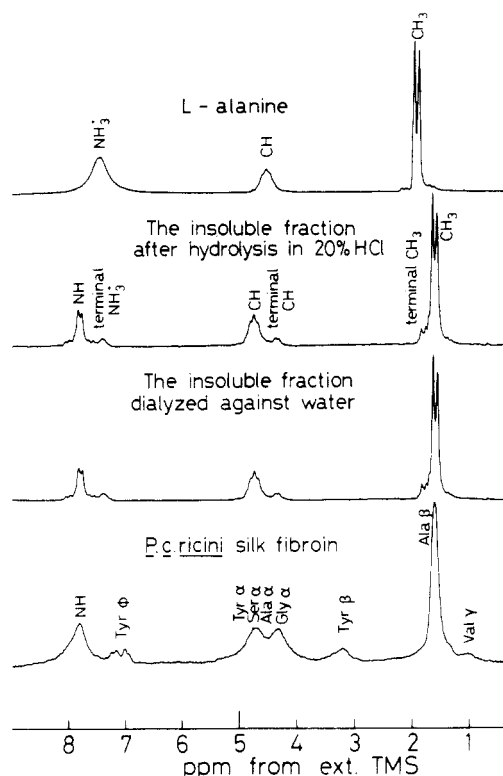 CH₃
L - alanine
NH₃⁺
CH
The insoluble fraction
after hydrolysis in 20% HCl
NH
terminal
NH₃⁺
CH
terminal
CH
terminal CH₃
CH₃
The insoluble fraction
dialyzed against water
P.c.ricini silk fibroin
NH
Tyr Φ
Tyr α
Ser α
Ala α
Gly α
Tyr β
Ala β
Val γ
8 7 6 5 4 3 2 1
ppm from ext. TMS